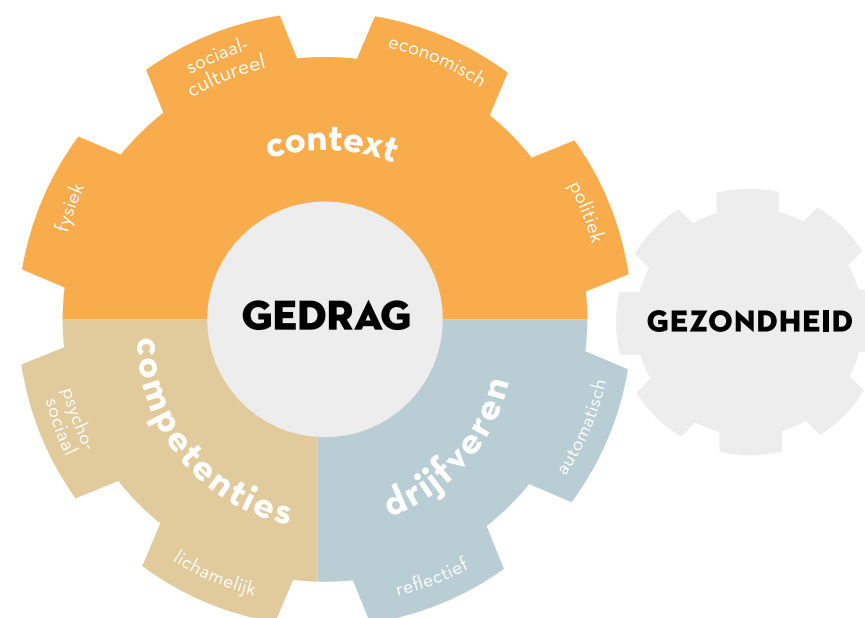 sociaal-
cultureel
economisch
context
fysiek
politiek
GEDRAG
GEZONDHEID
competenties
drijfveren
psycho-
sociaal
automatisch
lichamelijk
reflectief